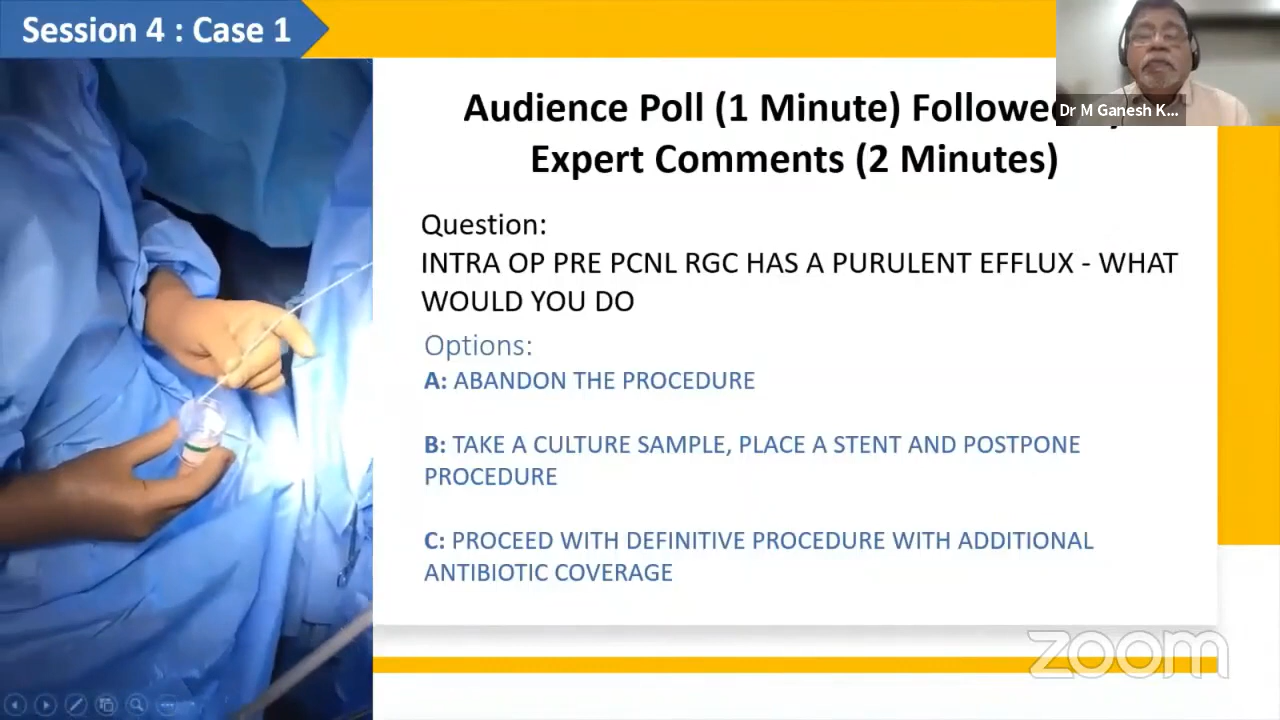 Session 4 : Case 1
Dr M Ganesh K...
Audience Poll (1 Minute) Followe
Expert Comments (2 Minutes)
Question:
INTRA OP PRE PCNL RGC HAS A PURULENT EFFLUX - WHAT
WOULD YOU DO
Options:
A: ABANDON THE PROCEDURE
B: TAKE A CULTURE SAMPLE, PLACE A STENT AND POSTPONE
PROCEDURE
C: PROCEED WITH DEFINITIVE PROCEDURE WITH ADDITIONAL
ANTIBIOTIC COVERAGE
zoom